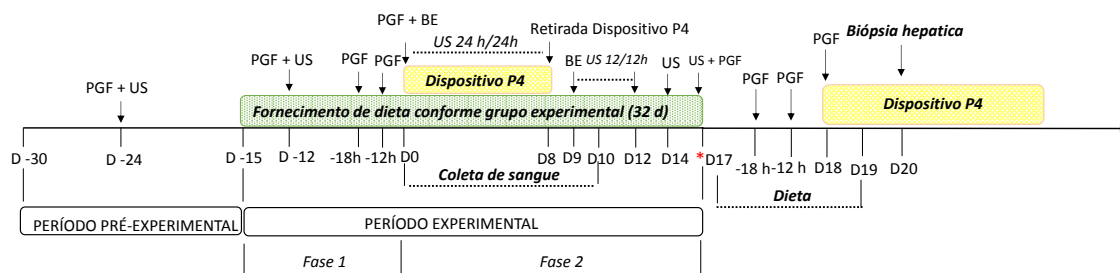 PGF + BE
Retirada Dispositivo P4
US 24 h/24h
PGF
Biópsia hepatica
PGF + US
PGF + US
PGF
PGF
BE
US 12/12h
US
US + PGF
PGF
PGF
Dispositivo P4
Dispositivo P4
Fornecimento de dieta conforme grupo experimental (32 d)
D -30
D -24
D -15
D -12
-18h
-12h
D0
D8
D9
D10
D12
D14
*D17
-18 h
-12 h
D18
D19
D20
Coleta de sangue
Dieta
PERÍODO PRÉ-EXPERIMENTAL
PERÍODO EXPERIMENTAL
Fase 1
Fase 2